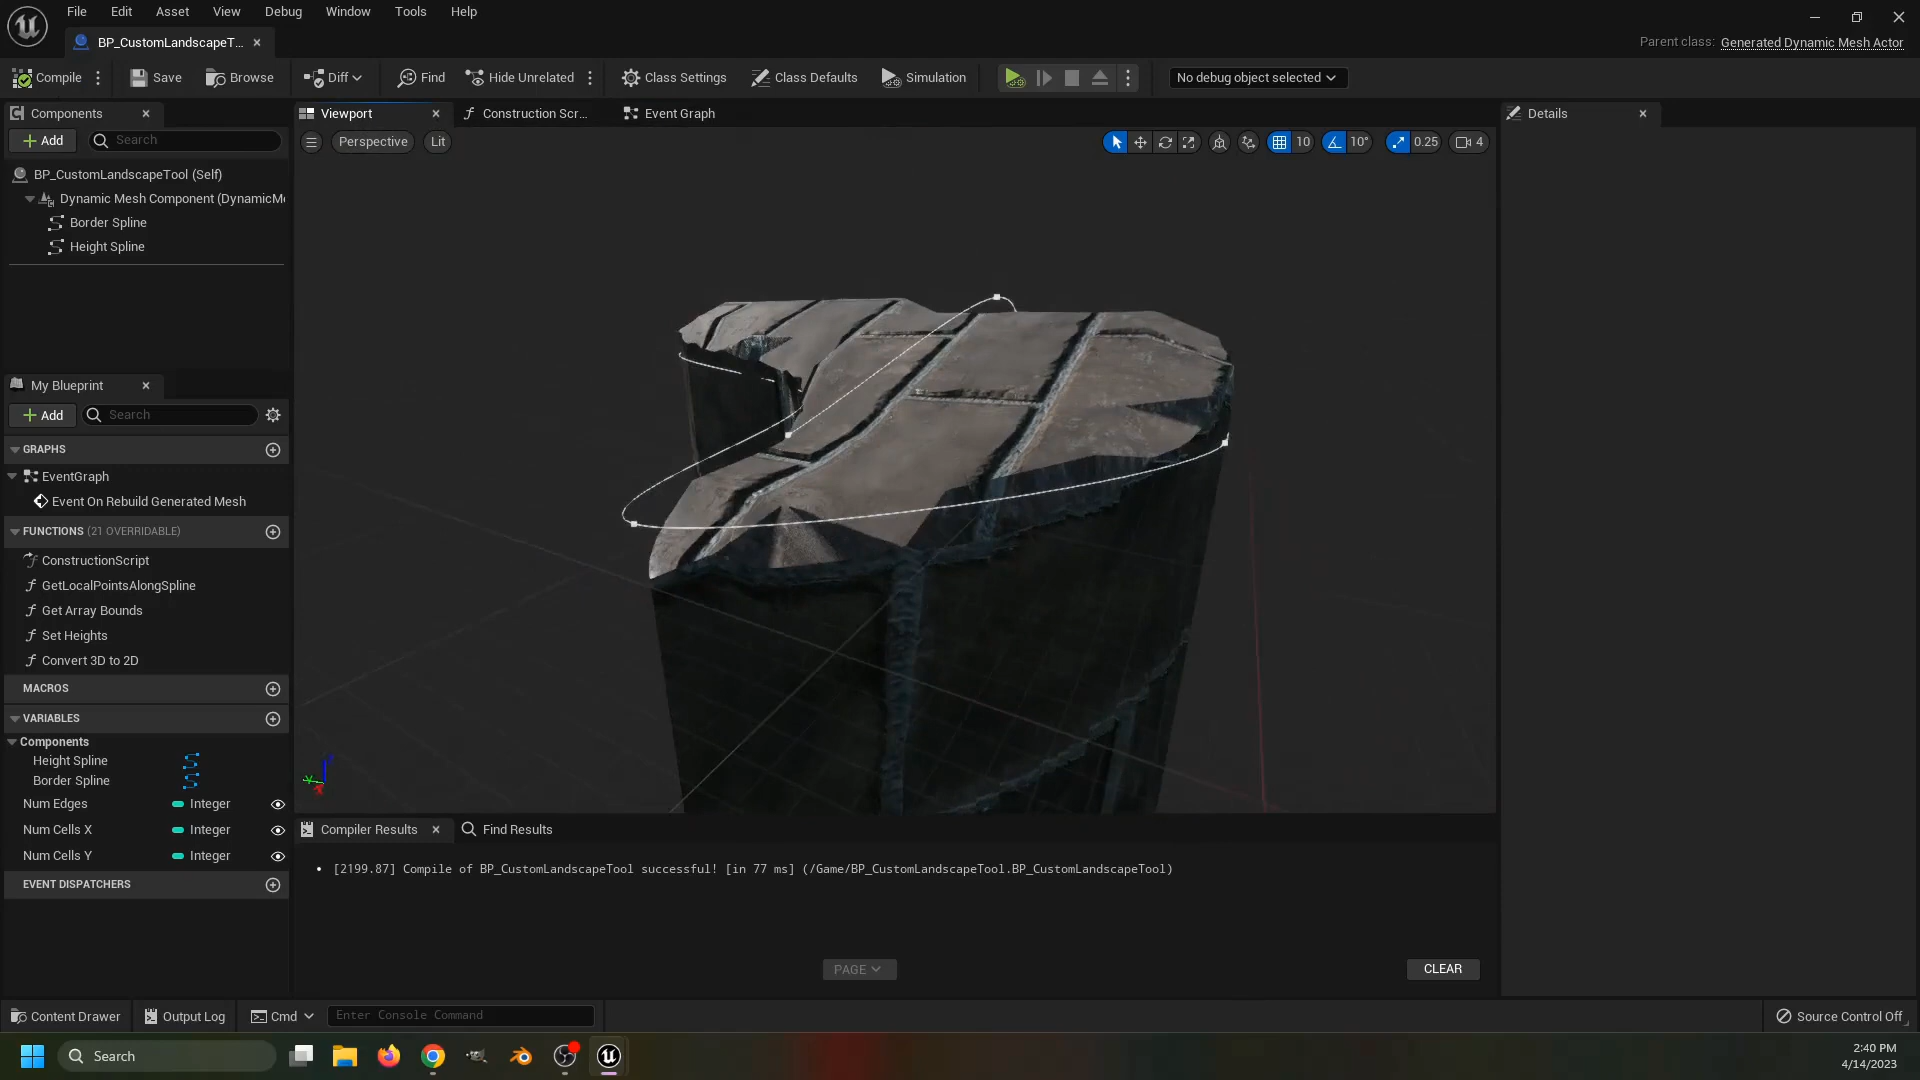 File Edit Asset View Debug Window Tools Help
BP_CustomLandscapeT...
Parent class: Generated Dynamic Mesh Actor
Compile Save Browse Diff Find Hide Unrelated Class Settings Class Defaults Simulation No debug object selected
Components Viewport Construction Scr... Event Graph Details
Add Search
Perspective Lit 10 10° 0.25 4
BP_CustomLandscapeTool (Self)
Dynamic Mesh Component (DynamicMe
Border Spline
Height Spline
My Blueprint
Add Search
GRAPHS
EventGraph
Event On Rebuild Generated Mesh
FUNCTIONS (21 OVERRIDABLE)
ConstructionScript
GetLocalPointsAlongSpline
Get Array Bounds
Set Heights
Convert 3D to 2D
MACROS
VARIABLES
Components
Height Spline
Border Spline
Num Edges Integer
Num Cells X Integer
Num Cells Y Integer
EVENT DISPATCHERS
Compiler Results Find Results
[2199.87] Compile of BP_CustomLandscapeTool successful! [in 77 ms] (/Game/BP_CustomLandscapeTool.BP_CustomLandscapeTool)
PAGE CLEAR
Content Drawer Output Log Cmd Enter Console Command Source Control Off
Search
2:40 PM
4/14/2023